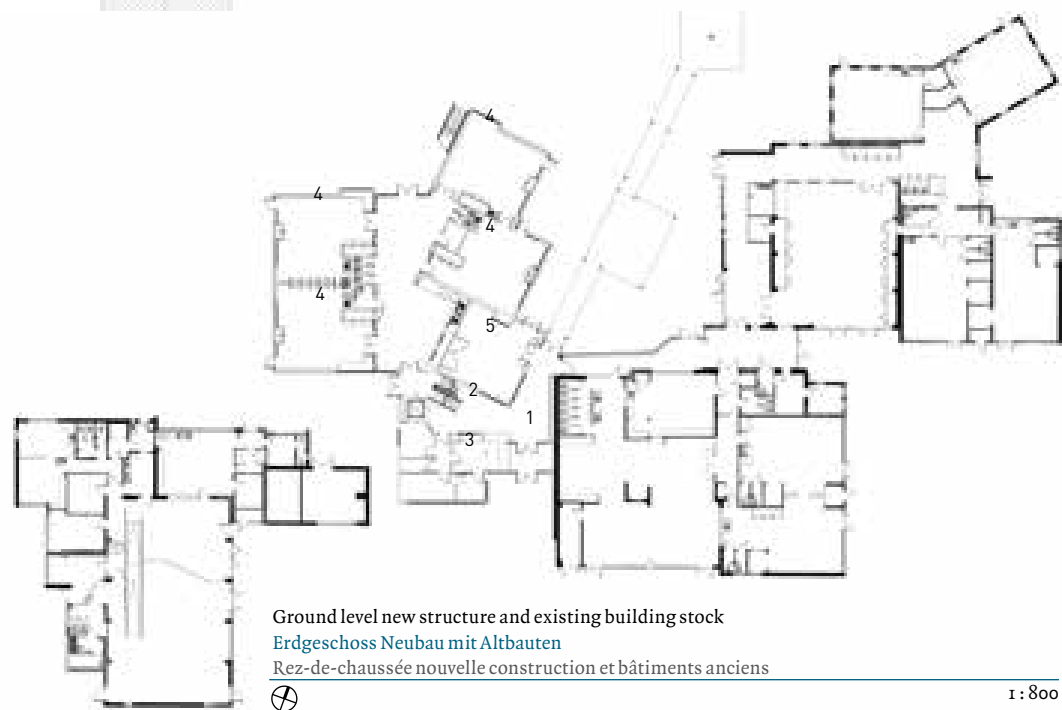 4
4
4
4
5
2
1
3
Ground level new structure and existing building stock
Erdgeschoss Neubau mit Altbauten
Rez-de-chaussée nouvelle construction et bâtiments anciens
1 : 800